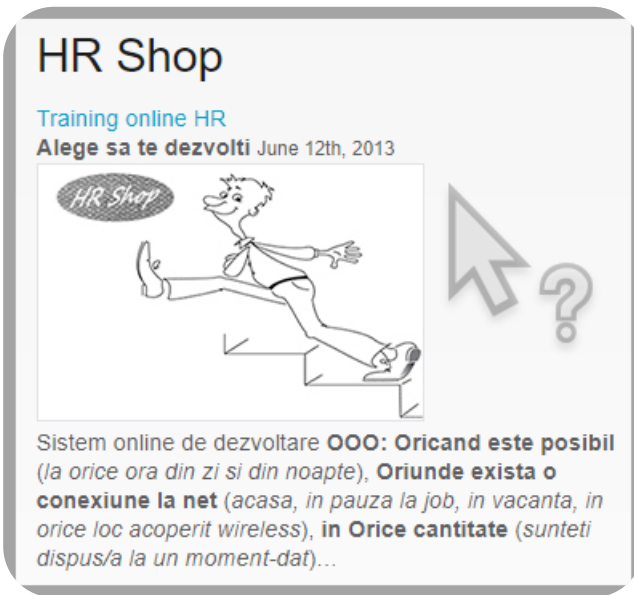 HR Shop
Training online HR
Alege sa te dezvolti June 12th, 2013
HR Shop
?
Sistem online de dezvoltare OOO: Oricand este posibil
(la orice ora din zi si din noapte), Oriunde exista o
conexiune la net (acasa, in pauza la job, in vacanta, in
orice loc acoperit wireless), in Orice cantitate (sunteti
dispus/a la un moment-dat)...